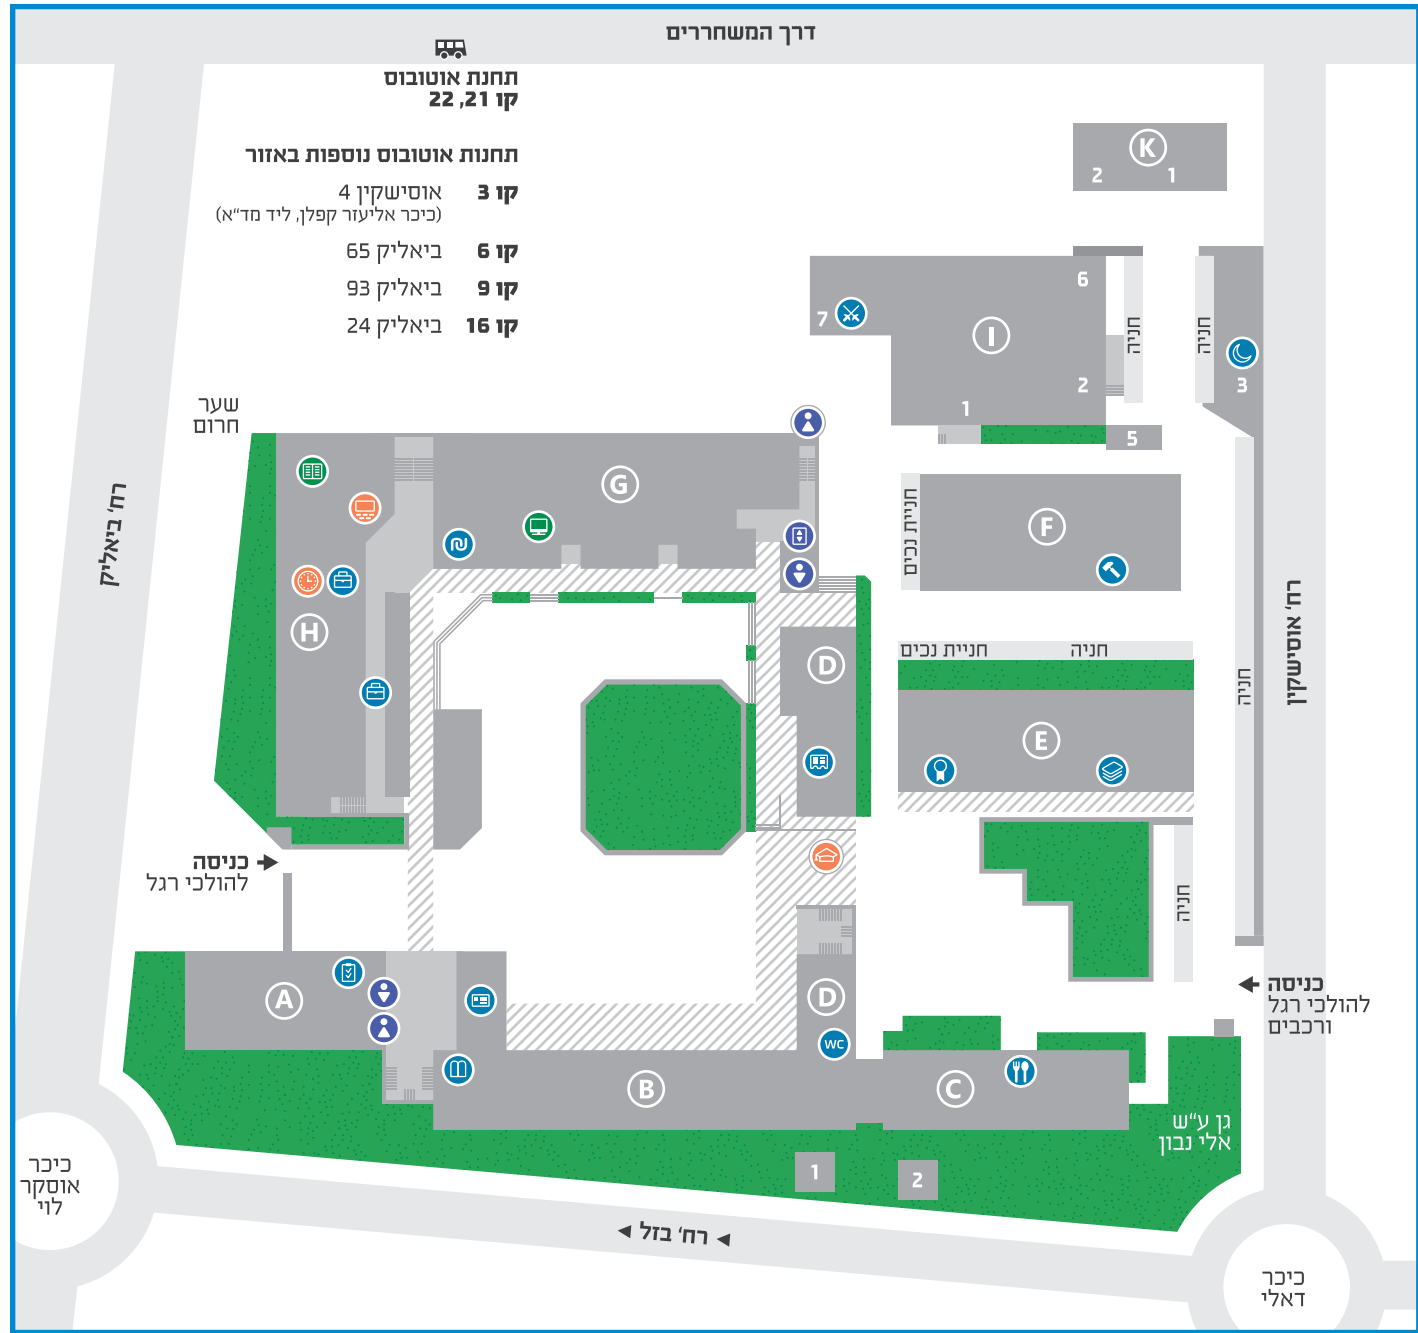 דרך המשחררים
תחנת אוטובוס
קו 21, 22
תחנות אוטובוס נוספות באזור
קו 3 אוסישקין 4
(כיכר אליעזר קפלן, ליד מד"א)
קו 6 ביאליק 65
קו 9 ביאליק 93
קו 16 ביאליק 24
K
2 1
6
7
I
חניה
חניה
2
3
1
5
שער
חרום
G
F
חניית נכים
רח' ביאליק
רח' אוסישקין
H
D
חניית נכים
חניה
חניה
E
כניסה
להולכי רגל
חניה
A
D
כניסה
להולכי רגל
ורכבים
WC
B
C
גן ע"ש
אלי נבון
1
2
כיכר
אוסקר
לוי
רח' בזל
כיכר
דאלי